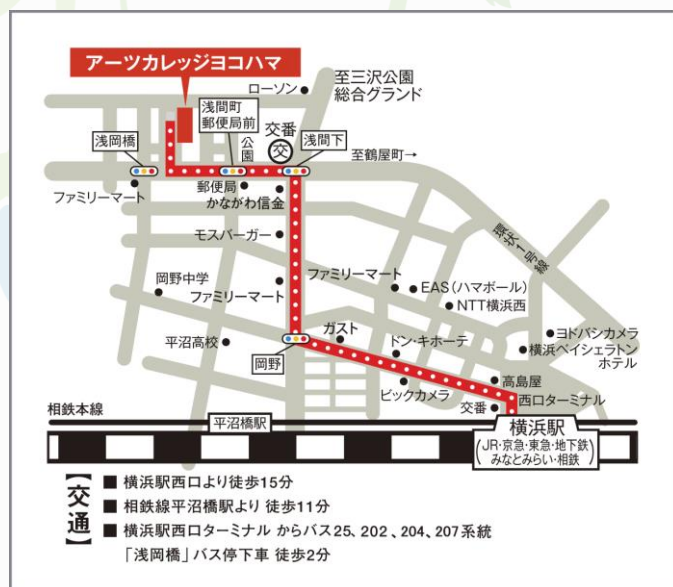 アーツカレッジヨコハマ
ローソン
至三沢公園
総合グランド
浅岡橋
浅間町
郵便局前
公園
交番
交
浅間下
至鶴屋町→
ファミリーマート
郵便局
かながわ信金
環状1号線
モスバーガー
岡野中学
ファミリーマート
ファミリーマート
EAS(ハマボール)
NTT横浜西
平沼高校
岡野
ガスト
ドン・キホーテ
ヨドバシカメラ
横浜ベイシェラトン
ホテル
ビックカメラ
高島屋
西口ターミナル
交番
相鉄本線
平沼橋駅
横浜駅
(JR・京急・東急・地下鉄
みなとみらい・相鉄)
【交通】
■ 横浜駅西口より徒歩15分
■ 相鉄線平沼橋駅より 徒歩11分
■ 横浜駅西口ターミナル からバス25、202、204、207系統
「浅岡橋」バス停下車 徒歩2分